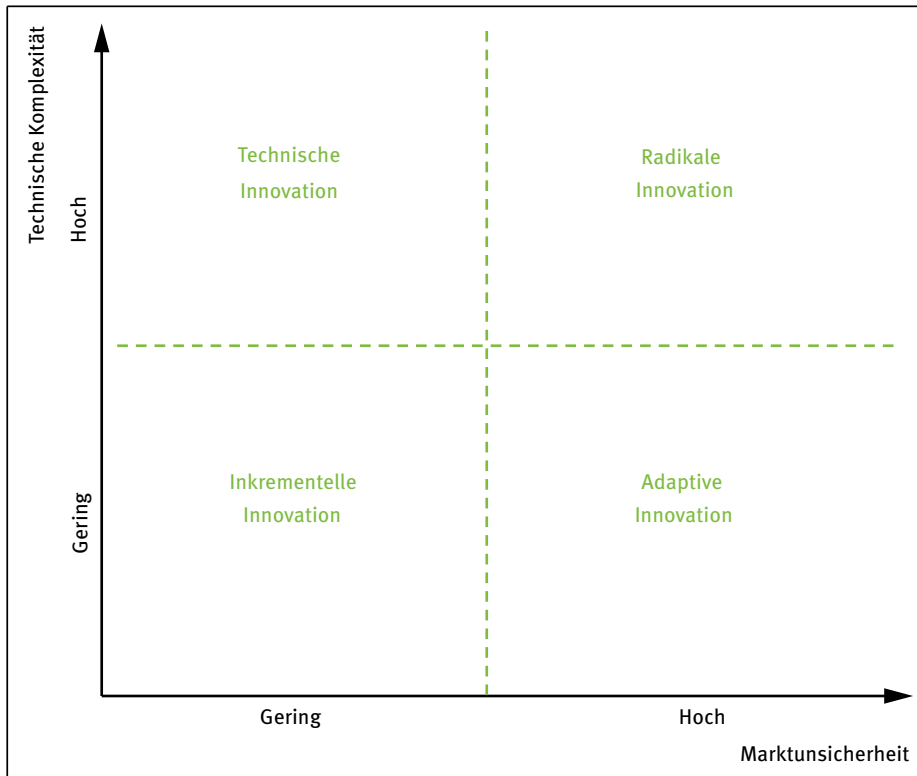 Technische Komplexität
Hoch
Gering
Technische
Innovation
Radikale
Innovation
Inkrementelle
Innovation
Adaptive
Innovation
Gering
Hoch
Marktunsicherheit